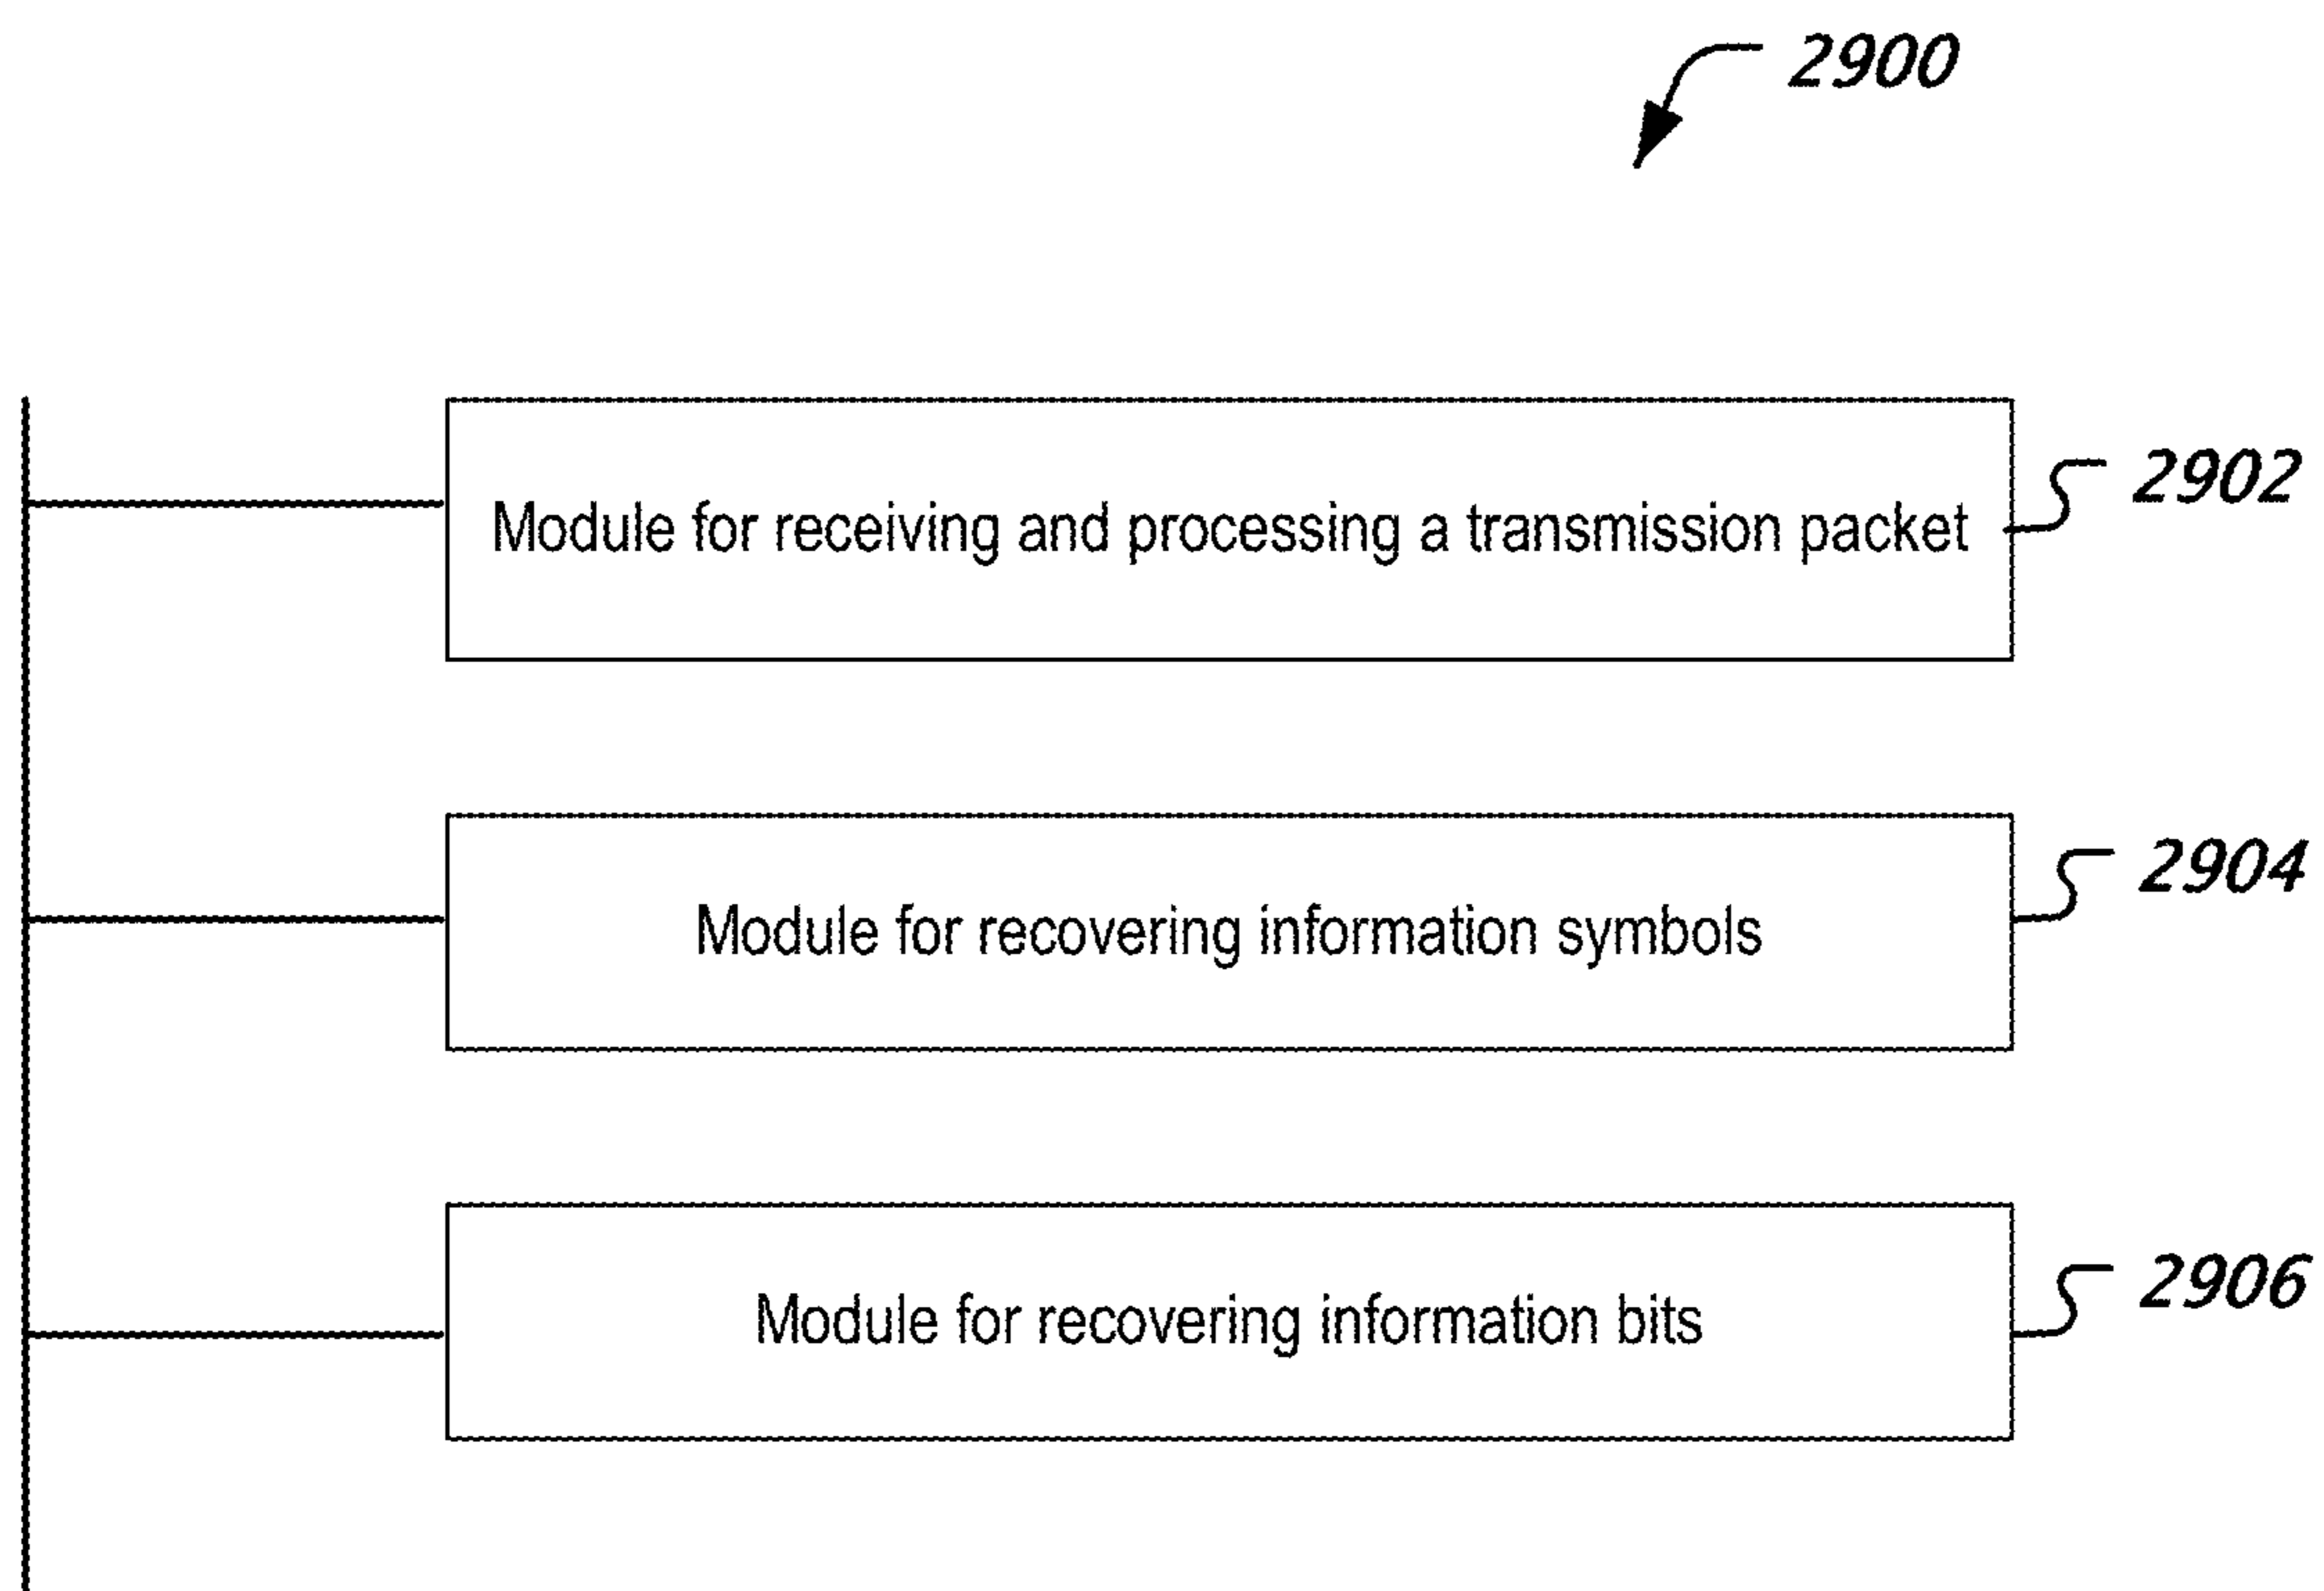 2900
Module for receiving and processing a transmission packet
2902
Module for recovering information symbols
2904
Module for recovering information bits
2906